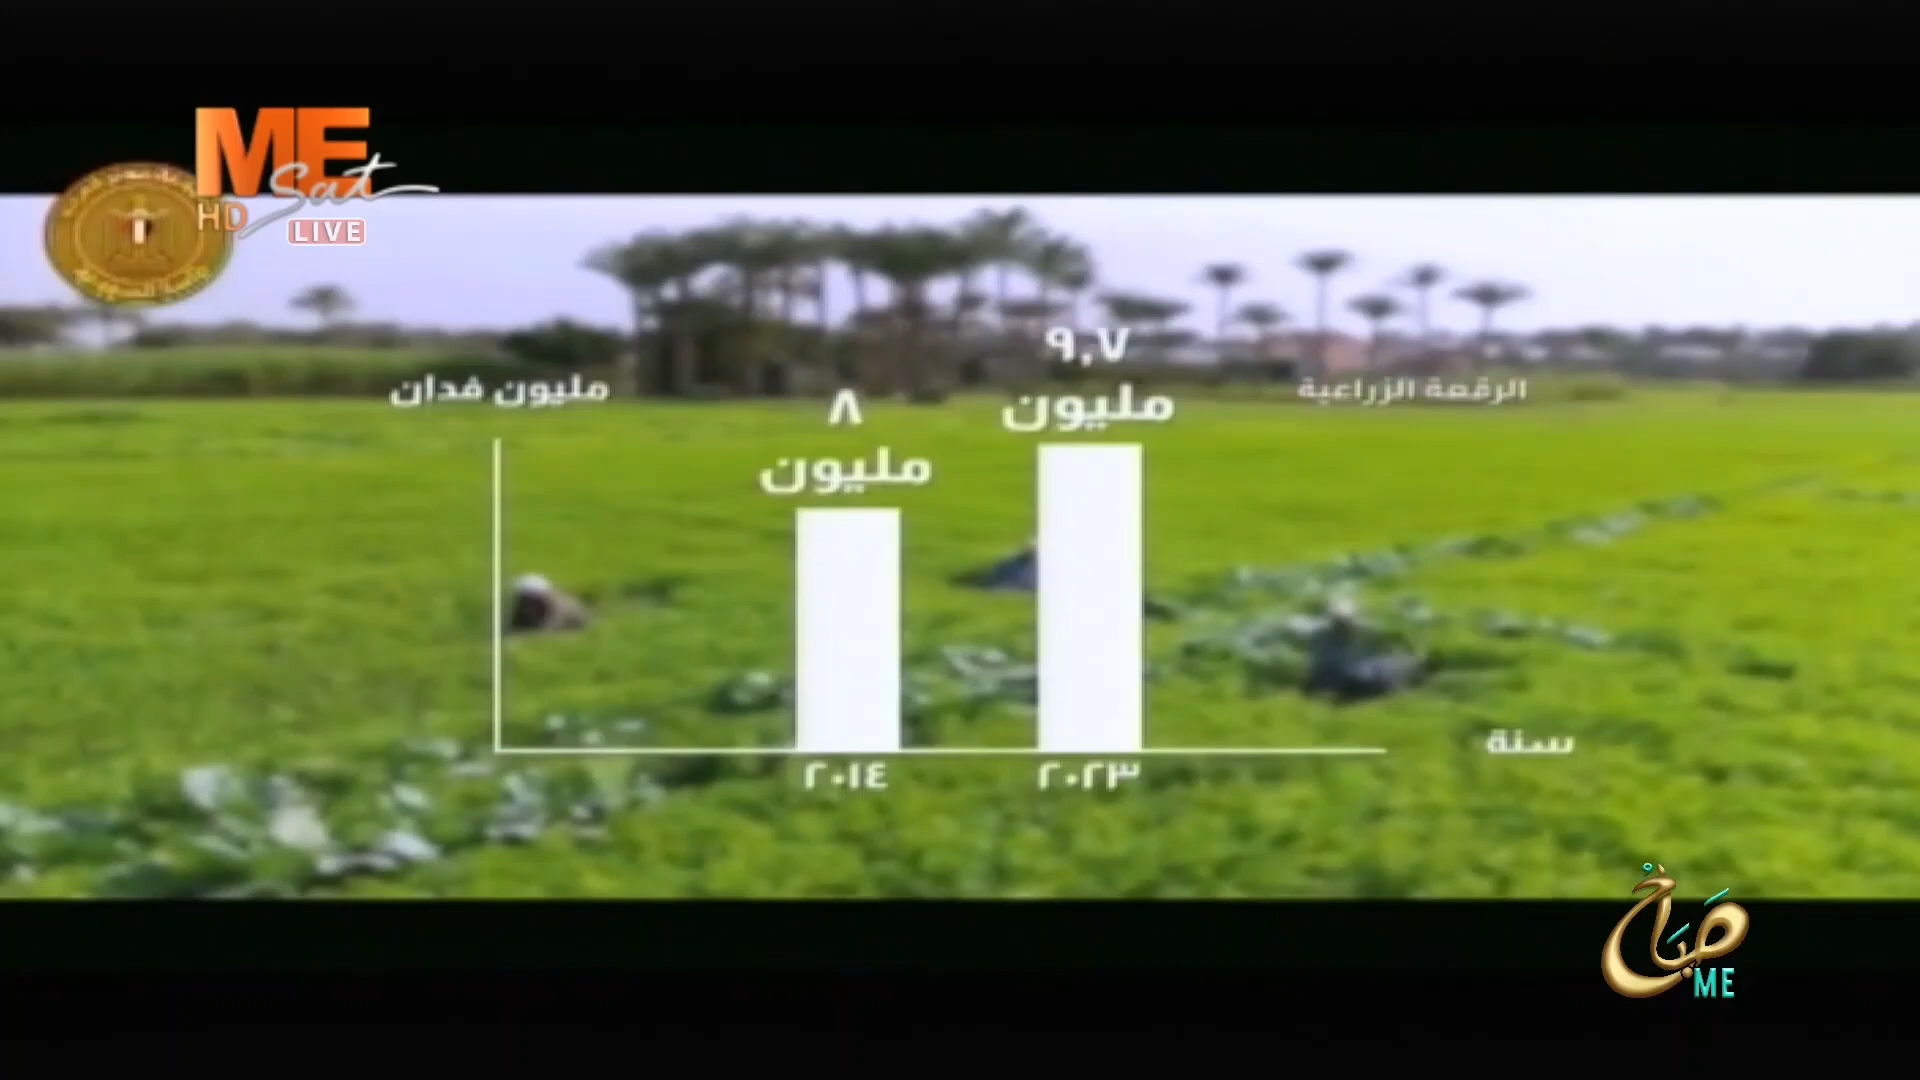 ME
Sat
HD
LIVE
٩,٧
مليون
مليون فدان
الرقعة الزراعية
٨
مليون
سنة
٢٠١٤
٢٠٢٣
صباح
ME